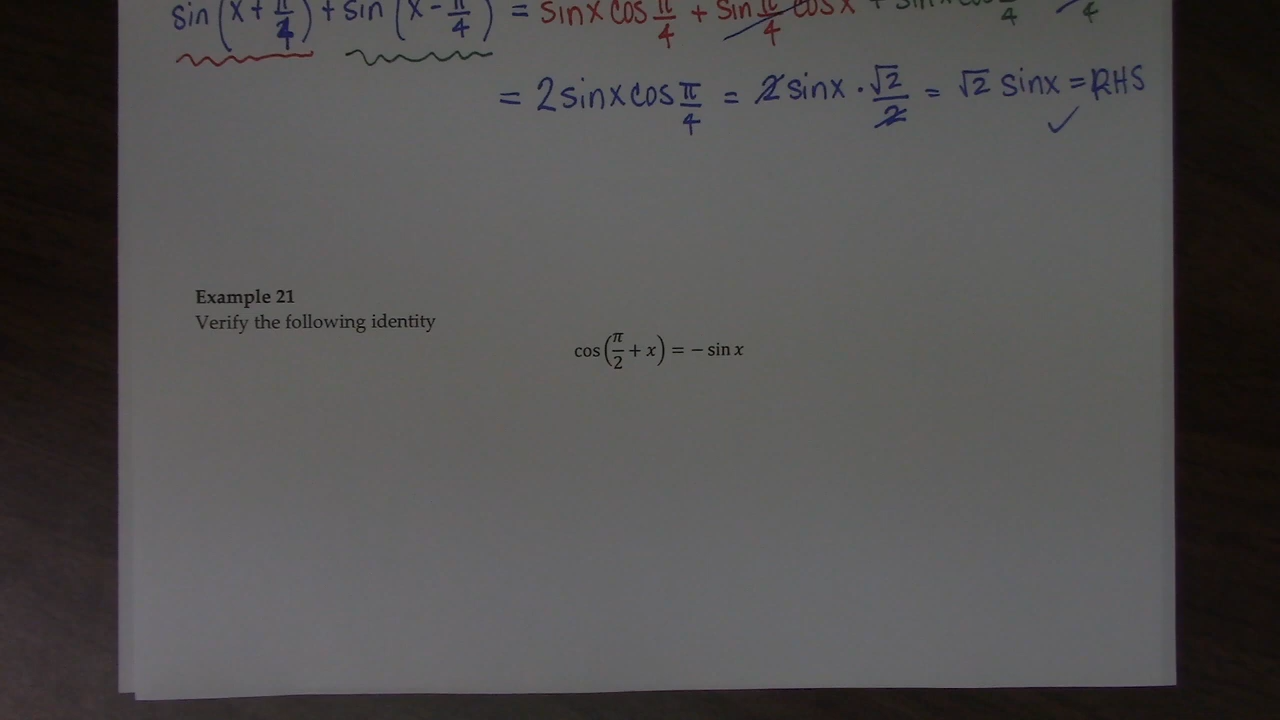 sin(x + π/4) + sin(x - π/4) = sin x cos π/4 + sin π/4 cos x +
= 2 sin x cos π/4 = 2 sin x · √2/2 = √2 sin x = RHS ✓
Example 21
Verify the following identity
cos(π/2 + x) = − sin x